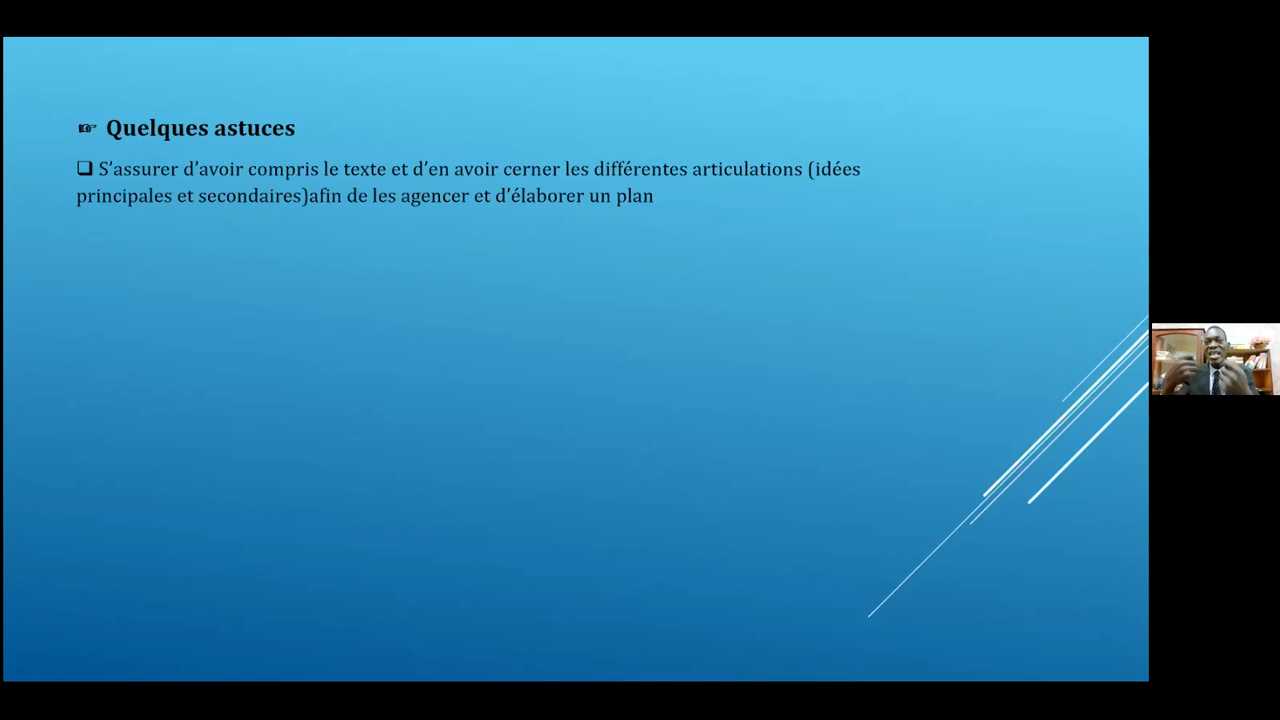 ☞ Quelques astuces
❑ S’assurer d’avoir compris le texte et d’en avoir cerner les différentes articulations (idées
principales et secondaires)afin de les agencer et d’élaborer un plan